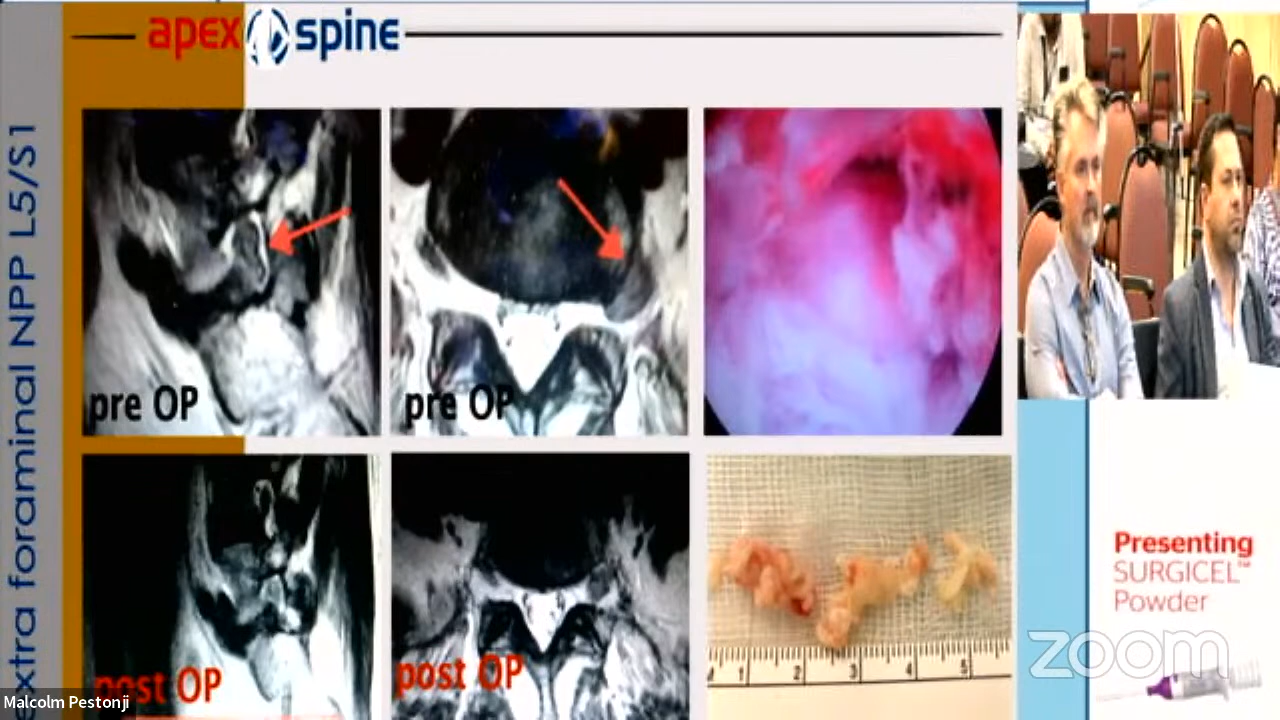 apex spine
extra foraminal NPP L5/S1
pre OP
pre OP
post OP
post OP
1 2 3 4 5
Presenting
SURGICEL™
Powder
zoom
Malcolm Pestonji